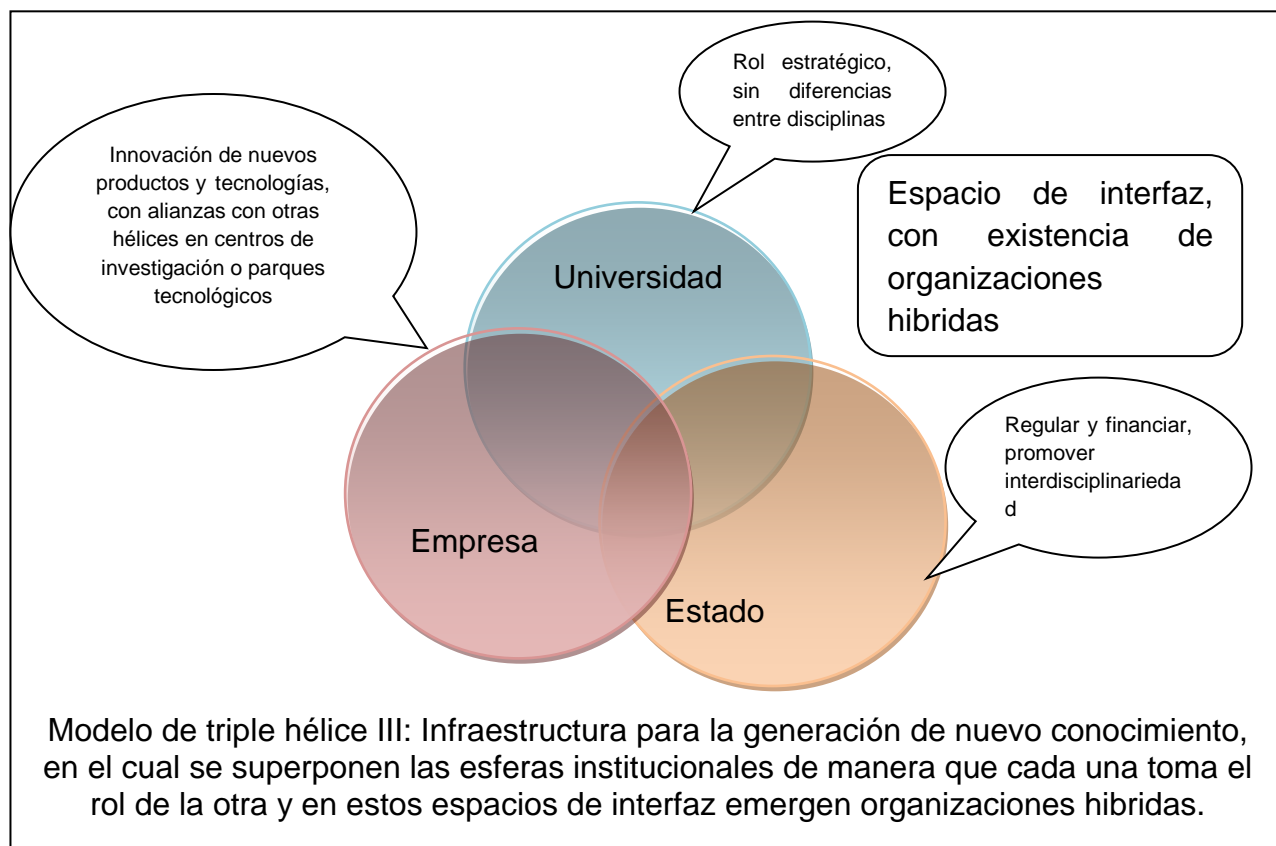 Rol estratégico,
sin diferencias
entre disciplinas
Innovación de nuevos
productos y tecnologías,
con alianzas con otras
hélices en centros de
investigación o parques
tecnológicos
Espacio de interfaz,
con existencia de
organizaciones
hibridas
Universidad
Regular y financiar,
promover
interdisciplinarieda
d
Empresa
Estado
Modelo de triple hélice III: Infraestructura para la generación de nuevo conocimiento,
en el cual se superponen las esferas institucionales de manera que cada una toma el
rol de la otra y en estos espacios de interfaz emergen organizaciones hibridas.